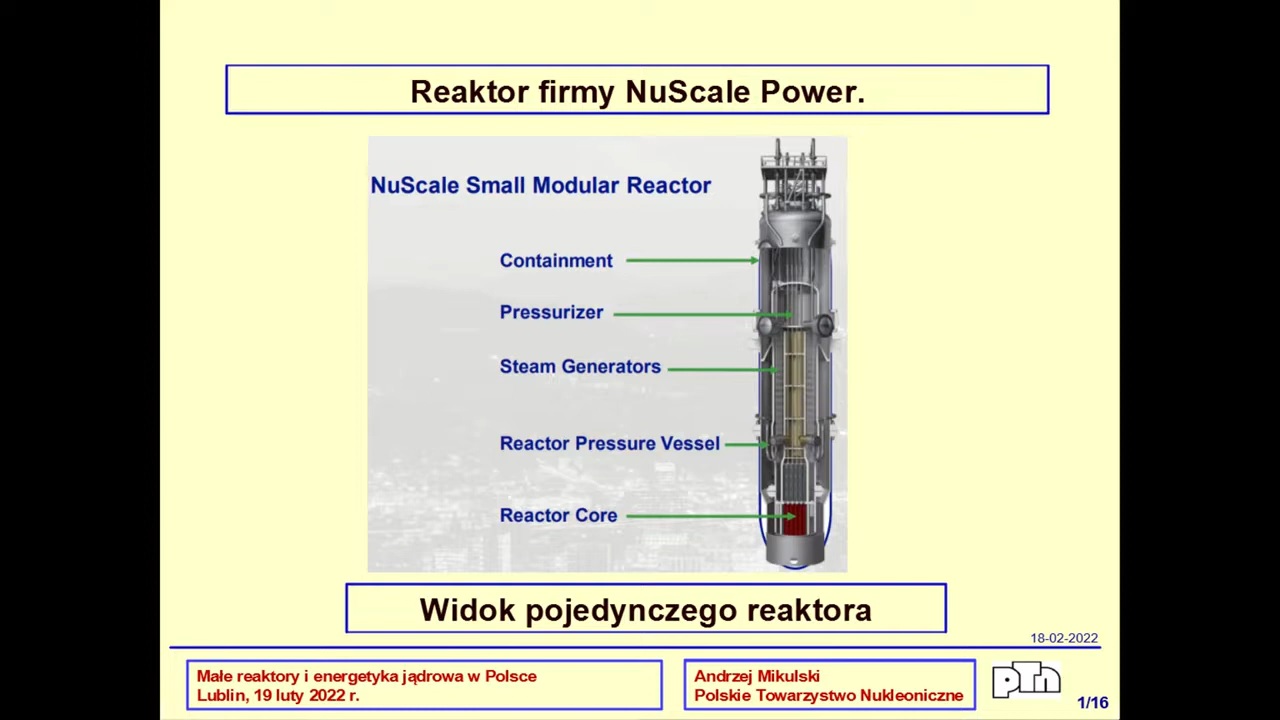 Reaktor firmy NuScale Power.
NuScale Small Modular Reactor
Containment
Pressurizer
Steam Generators
Reactor Pressure Vessel
Reactor Core
Widok pojedynczego reaktora
18-02-2022
Małe reaktory i energetyka jądrowa w Polsce
Lublin, 19 luty 2022 r.
Andrzej Mikulski
Polskie Towarzystwo Nukleoniczne
PTN
1/16